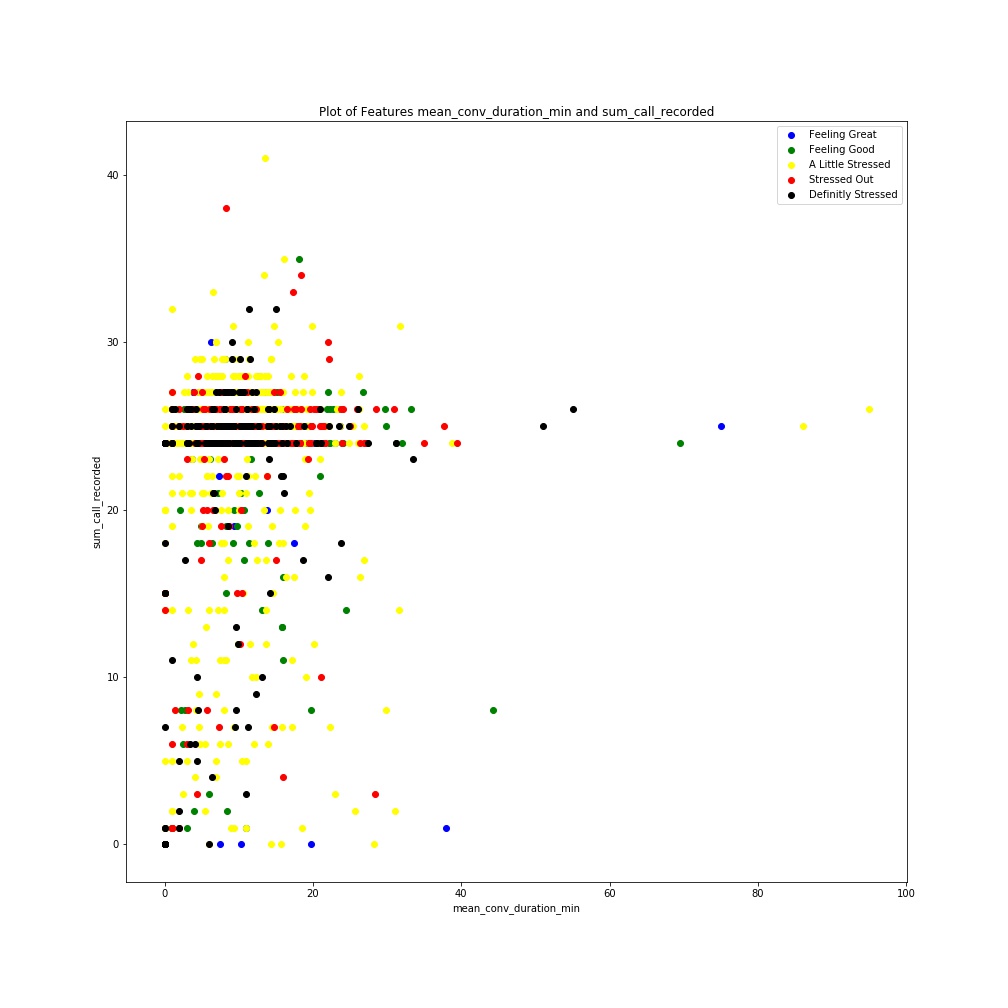 Plot of Features mean_conv_duration_min and sum_call_recorded
Feeling Great
Feeling Good
A Little Stressed
Stressed Out
Definitly Stressed
40
30
20
10
0
sum_call_recorded
0 20 40 60 80 100
mean_conv_duration_min